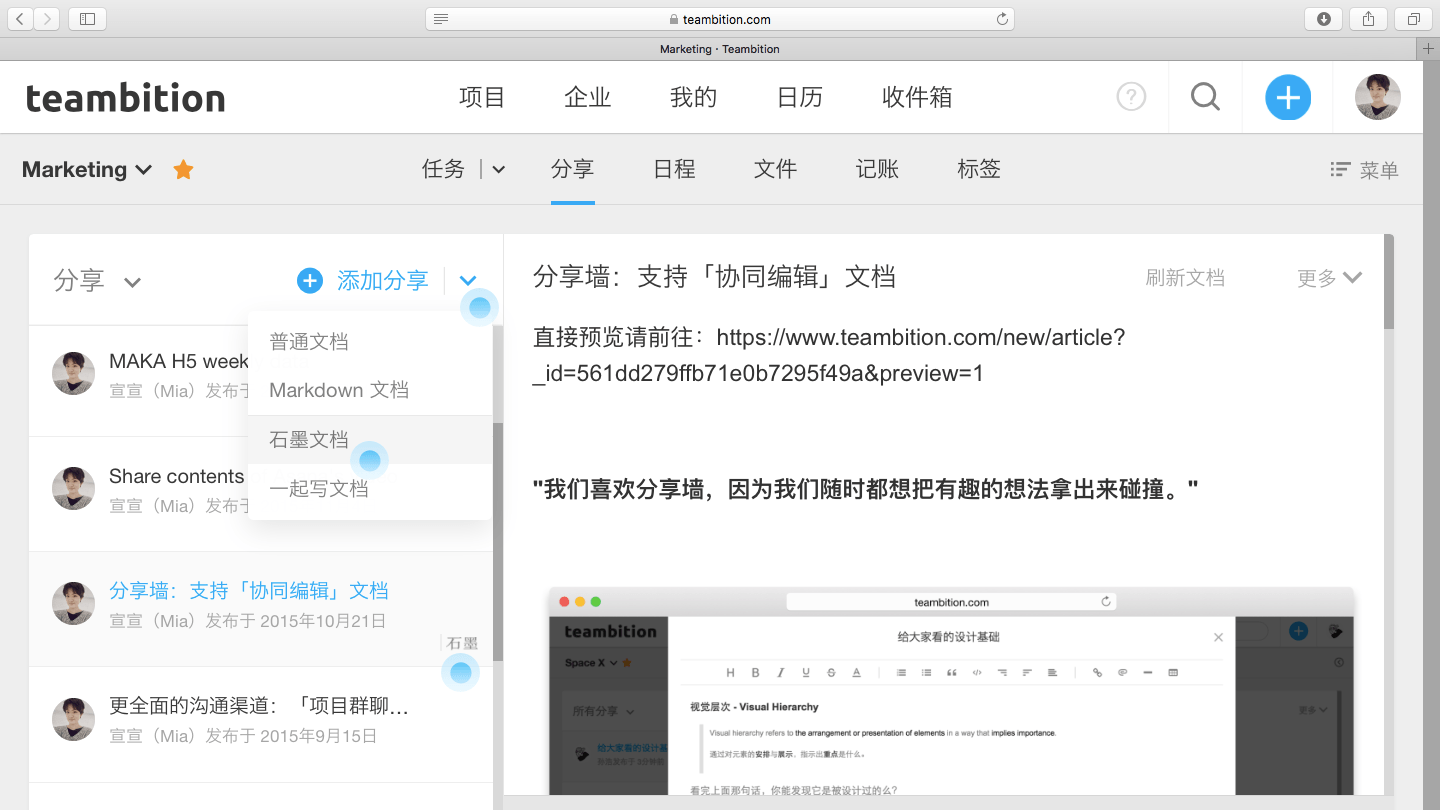 teambition.com
Marketing · Teambition
teambition
项目 企业 我的 日历 收件箱
Marketing
任务 分享 日程 文件 记账 标签
菜单
分享
添加分享
普通文档
Markdown 文档
石墨文档
一起写文档
MAKA H5 week
宣宣（Mia）发布于
Share contents
宣宣（Mia）发布于
分享墙：支持「协同编辑」文档
宣宣（Mia）发布于 2015年10月21日
石墨
更全面的沟通渠道：「项目群聊…
宣宣（Mia）发布于 2015年9月15日
分享墙：支持「协同编辑」文档
刷新文档
更多
直接预览请前往：https://www.teambition.com/new/article?
_id=561dd279ffb71e0b7295f49a&preview=1
"我们喜欢分享墙，因为我们随时都想把有趣的想法拿出来碰撞。"
teambition.com
teambition
给大家看的设计基础
Space X
H B I U S A
视觉层次 - Visual Hierarchy
所有分享
更多
Visual hierarchy refers to the arrangement or presentation of elements in a way that implies importance.
给大家看的设计基
通过对元素的安排与展示，指示出重点是什么。
发布于 3分钟前
看完上面那句话，你能发现它是被设计过的么？